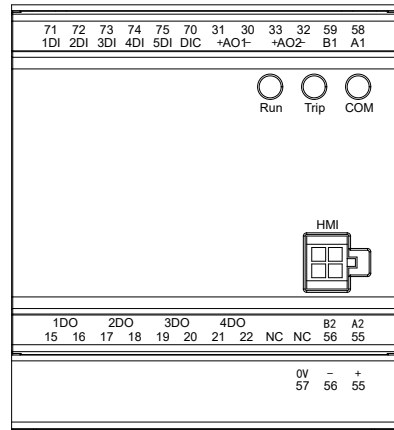 71 72 73 74 75 70 31 30 33 32 59 58
1DI 2DI 3DI 4DI 5DI DIC +AO1- +AO2- B1 A1
Run Trip COM
HMI
1DO 2DO 3DO 4DO B2 A2
15 16 17 18 19 20 21 22 NC NC 56 55
0V − +
57 56 55